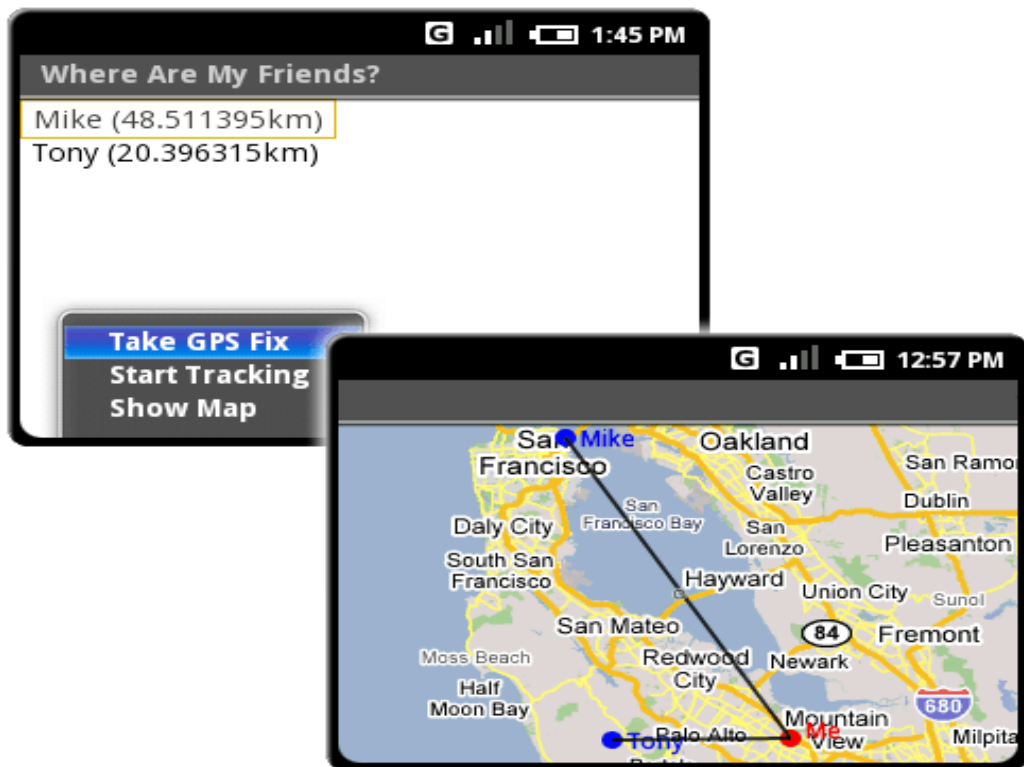 G 1:45 PM
Where Are My Friends?
Mike (48.511395km)
Tony (20.396315km)
Take GPS Fix
Start Tracking
Show Map
G 12:57 PM
San
Francisco
Mike
Oakland
Castro
Valley
San Ramo
Dublin
San
Francisco Bay
Daly City
San
Lorenzo
Pleasanton
South San
Francisco
Hayward
Union City
Sunol
San Mateo
84
Fremont
Moss Beach
Redwood
City
Newark
Half
Moon Bay
680
Mountain
View
Me
Milpita
Tony
Palo Alto